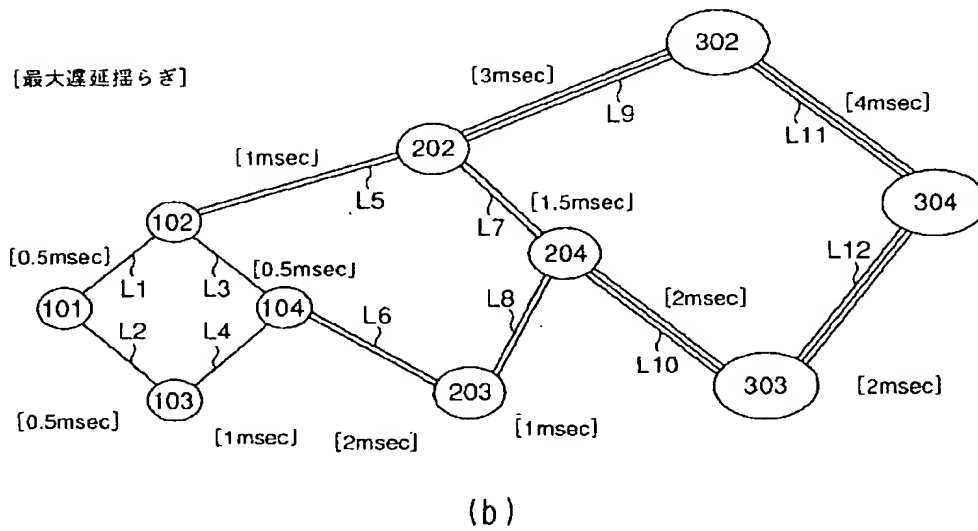 [最大遅延揺らぎ]
302
[3msec]
L9
[4msec]
L11
202
[1msec]
L5
L7
[1.5msec]
304
102
204
L12
[0.5msec]
L1
L3
[0.5msec]
101
104
L8
[2msec]
L2
L4
L6
L10
203
303
[2msec]
103
[0.5msec]
[1msec]
[2msec]
[1msec]
(b)